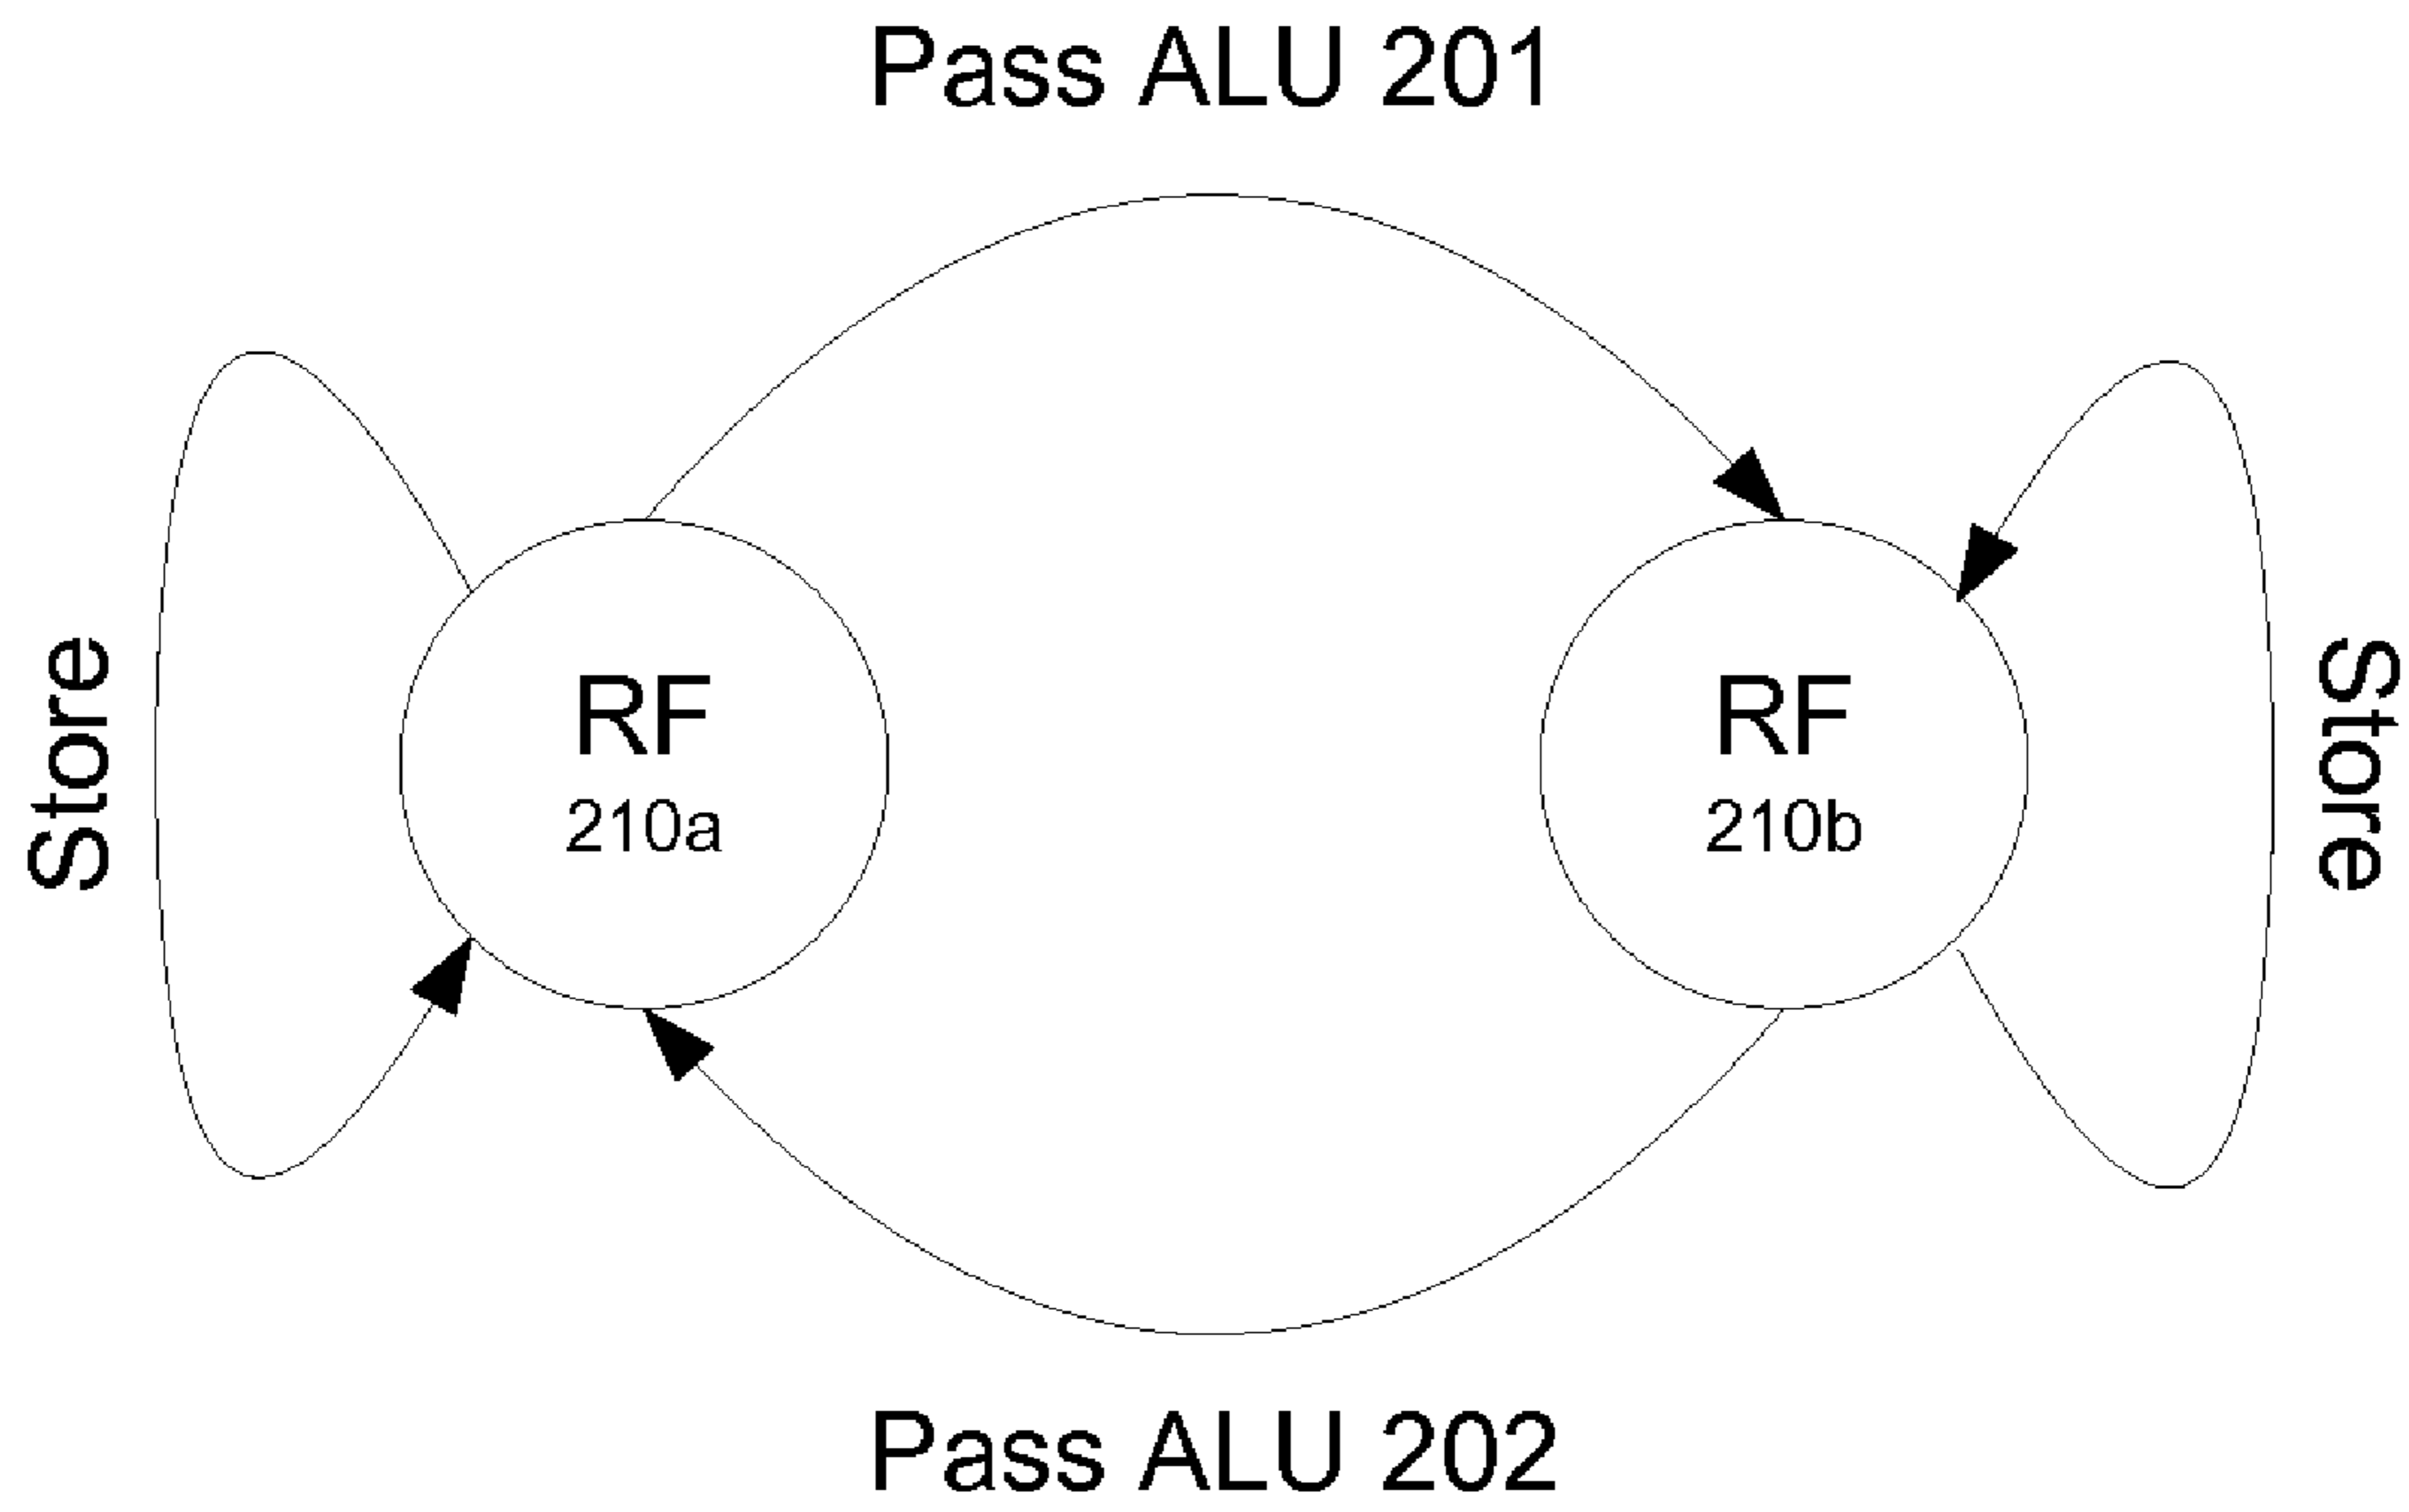 Pass ALU 201
Store
RF
210a
RF
210b
Store
Pass ALU 202